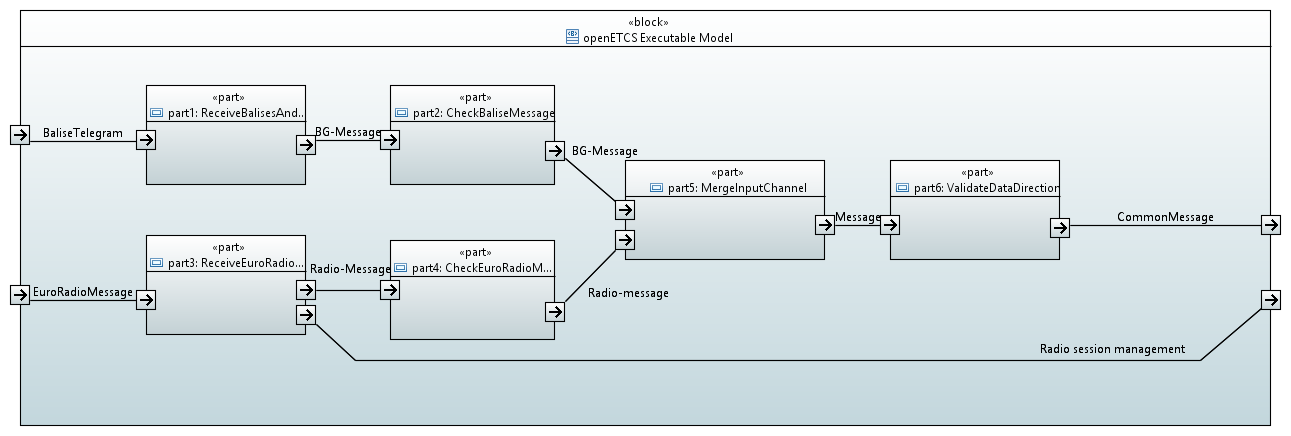 «block»
openETCS Executable Model
«part»
part1: ReceiveBalisesAnd...
«part»
part2: CheckBaliseMessage
BaliseTelegram
BG-Message
BG-Message
«part»
part5: MergeInputChannel
«part»
part6: ValidateDataDirection
Message
CommonMessage
«part»
part3: ReceiveEuroRadio...
«part»
part4: CheckEuroRadioM...
EuroRadioMessage
Radio-Message
Radio-message
Radio session management